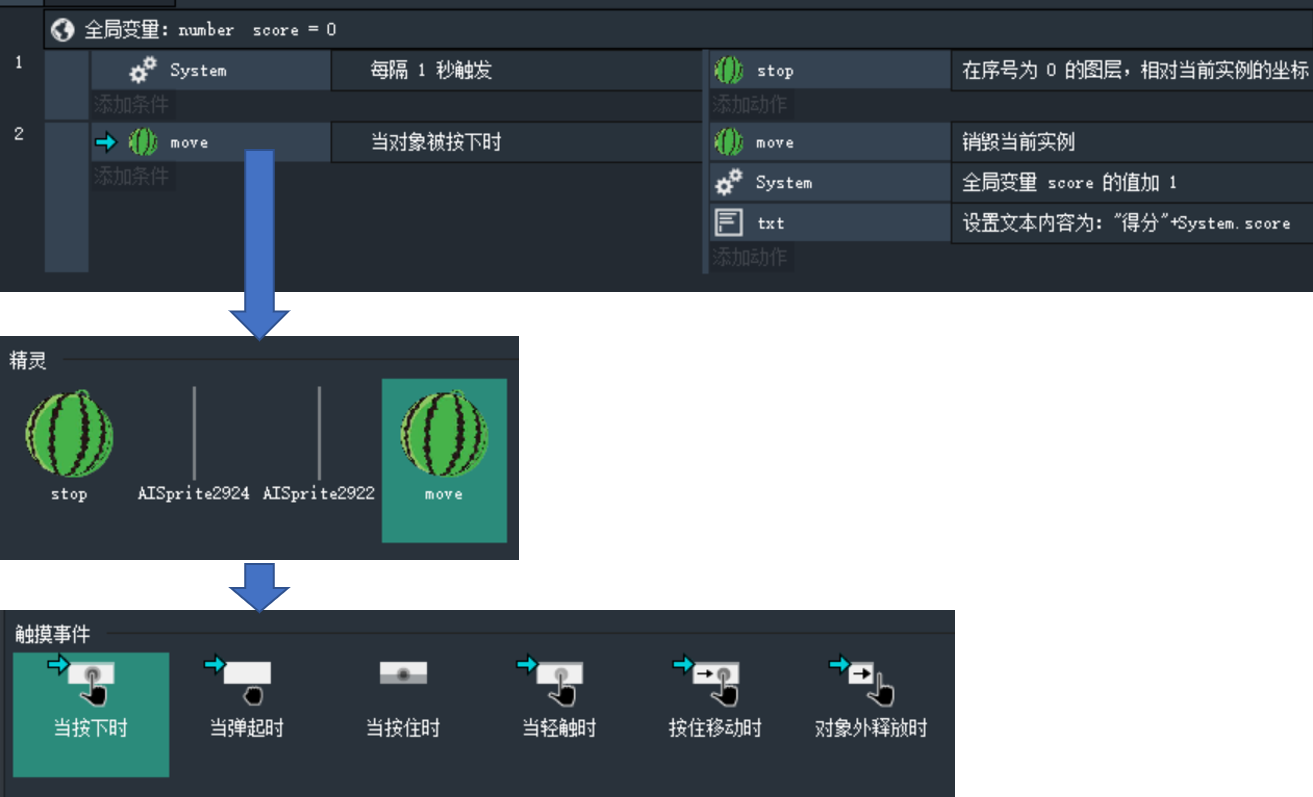 全局变量: number score = 0
1 System 每隔 1 秒触发 stop 在序号为 0 的图层，相对当前实例的坐标
添加条件 添加动作
2 move 当对象被按下时 move 销毁当前实例
添加条件 System 全局变量 score 的值加 1
txt 设置文本内容为: "得分"+System.score
添加动作
精灵
stop AISprite2924 AISprite2922 move
触摸事件
当按下时 当弹起时 当按住时 当轻触时 按住移动时 对象外释放时